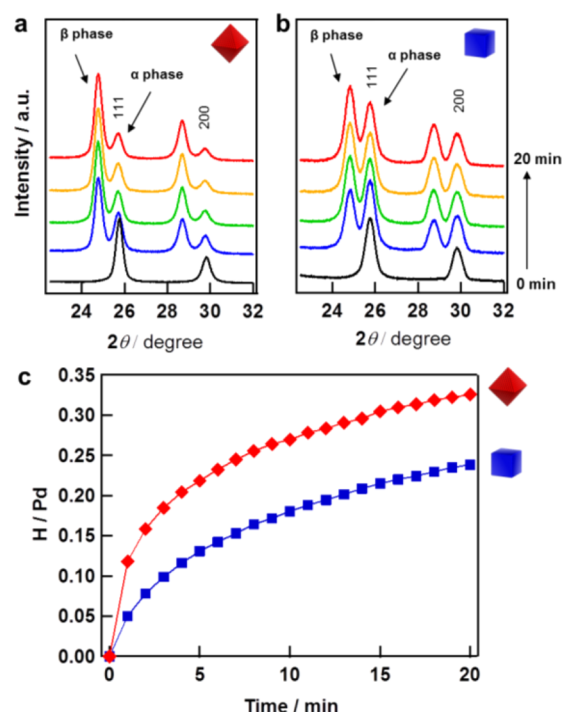 a
b
β phase
111
α phase
200
β phase
111
α phase
200
Intensity / a.u.
20 min
0 min
24 26 28 30 32
24 26 28 30 32
2θ / degree
2θ / degree
c
0.35
0.30
0.25
0.20
0.15
0.10
0.05
0.00
H / Pd
0 5 10 15 20
Time / min